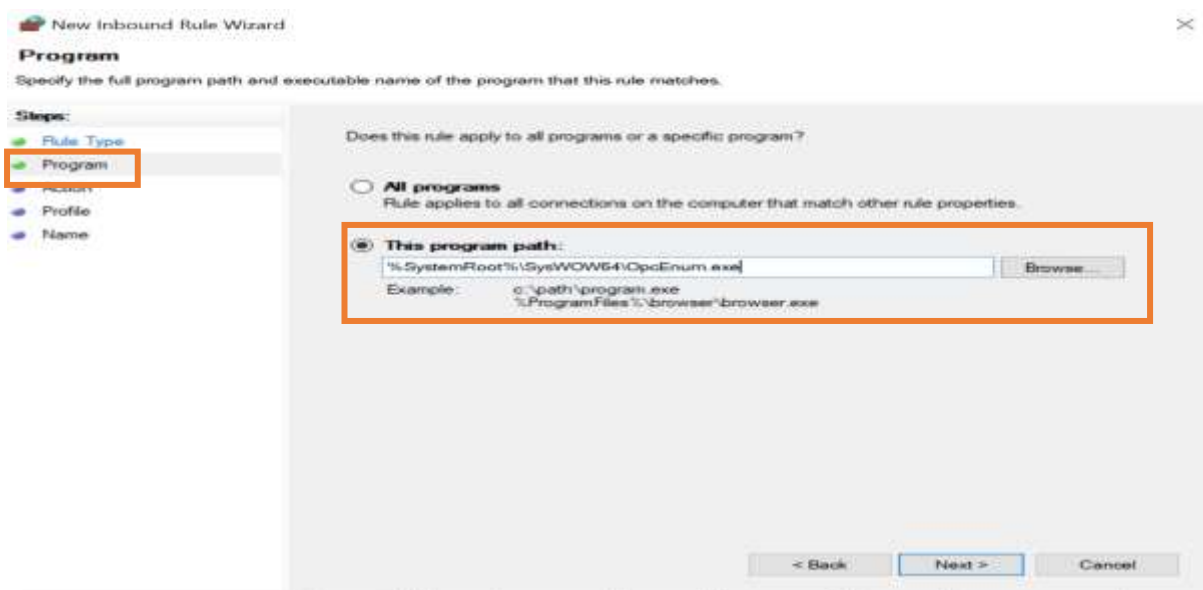 New Inbound Rule Wizard
Program
Specify the full program path and executable name of the program that this rule matches.
Steps:
Rule Type
Program
Action
Profile
Name
Does this rule apply to all programs or a specific program?
All programs
Rule applies to all connections on the computer that match other rule properties.
This program path:
%SystemRoot%\SysWOW64\OpcEnum.exe
Browse...
Example: c:\path\program.exe
%ProgramFiles%\browser\browser.exe
< Back Next > Cancel